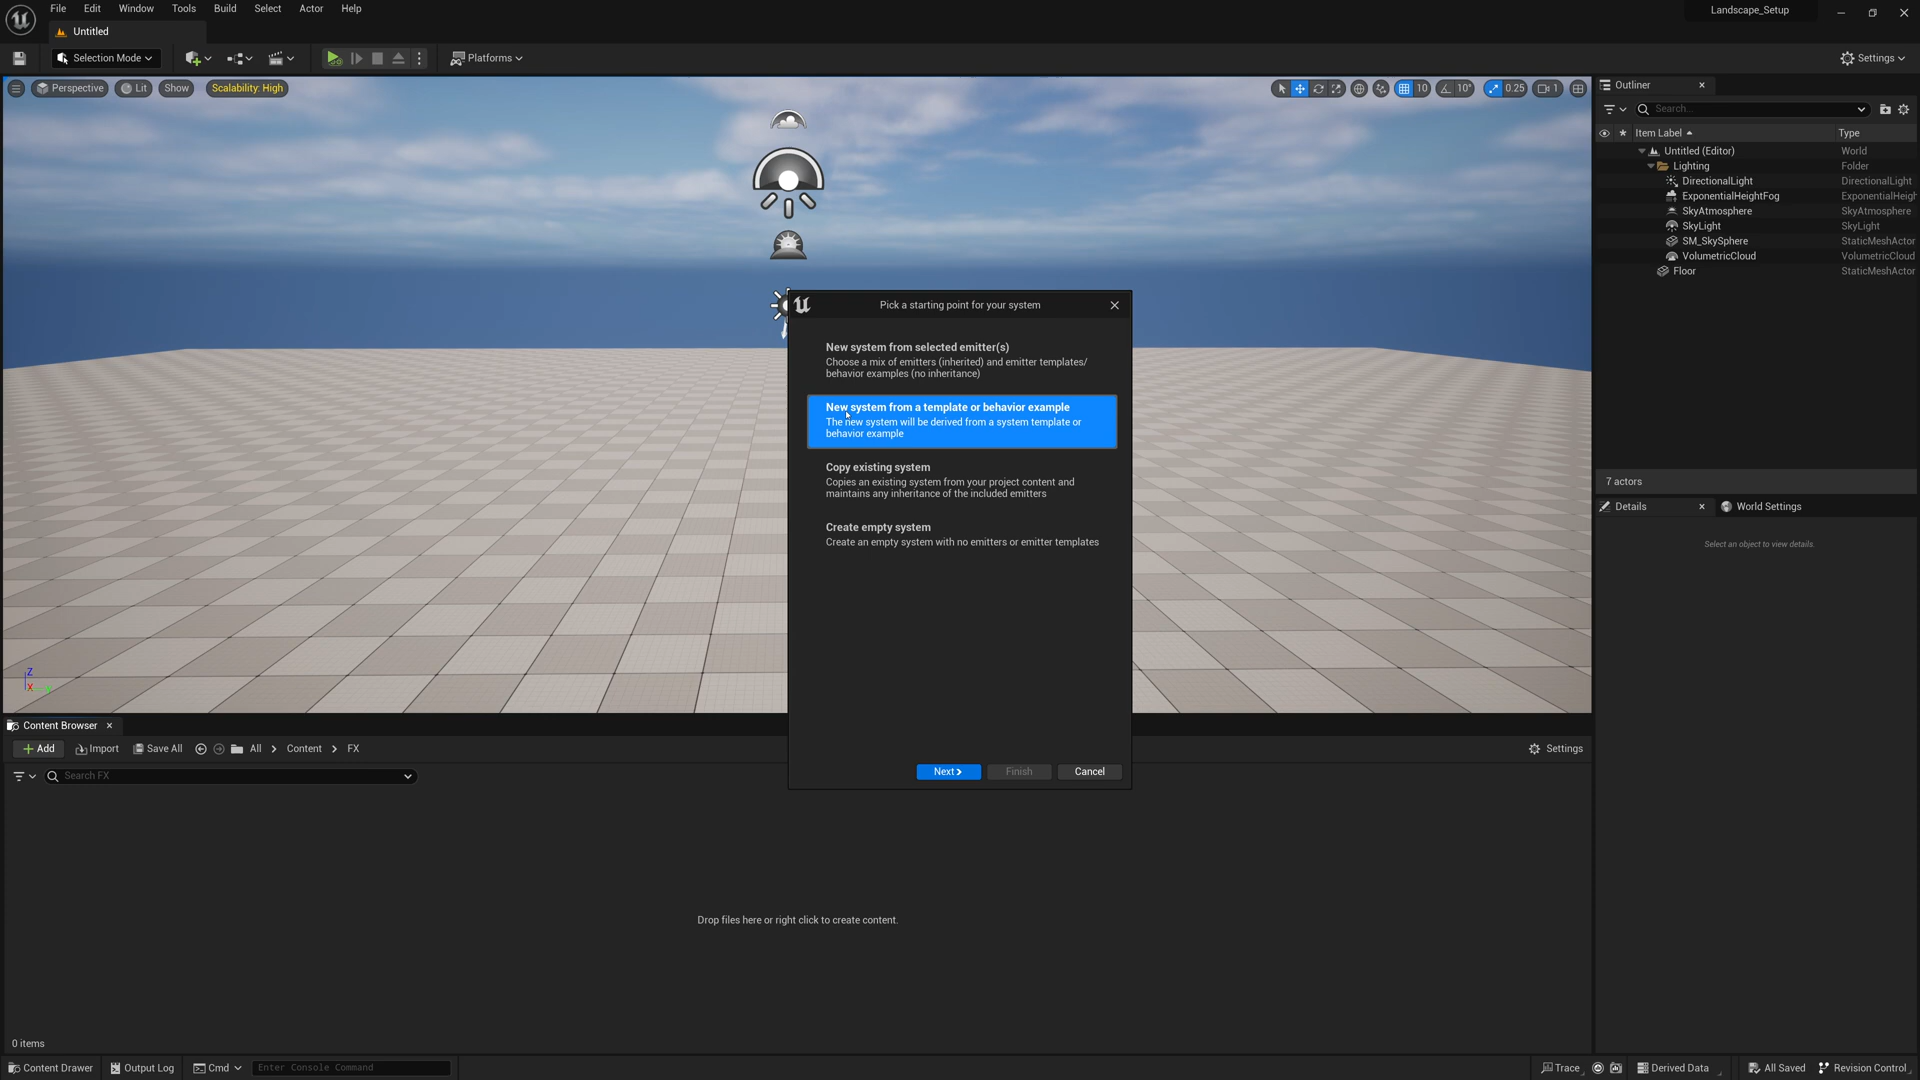 File Edit Window Tools Build Select Actor Help
Landscape_Setup
Untitled
Selection Mode
Platforms
Settings
Perspective Lit Show Scalability: High
10 10° 0.25 1
Outliner
Search...
Item Label Type
Untitled (Editor) World
Lighting Folder
DirectionalLight DirectionalLight
ExponentialHeightFog ExponentialHeigh
SkyAtmosphere SkyAtmosphere
SkyLight SkyLight
SM_SkySphere StaticMeshActor
VolumetricCloud VolumetricCloud
Floor StaticMeshActor
7 actors
Details World Settings
Select an object to view details.
Pick a starting point for your system
New system from selected emitter(s)
Choose a mix of emitters (inherited) and emitter templates/
behavior examples (no inheritance)
New system from a template or behavior example
The new system will be derived from a system template or
behavior example
Copy existing system
Copies an existing system from your project content and
maintains any inheritance of the included emitters
Create empty system
Create an empty system with no emitters or emitter templates
Next Finish Cancel
Z
X
Content Browser
Add Import Save All All Content FX
Settings
Search FX
Drop files here or right click to create content.
0 items
Content Drawer Output Log Cmd Enter Console Command
Trace Derived Data All Saved Revision Control